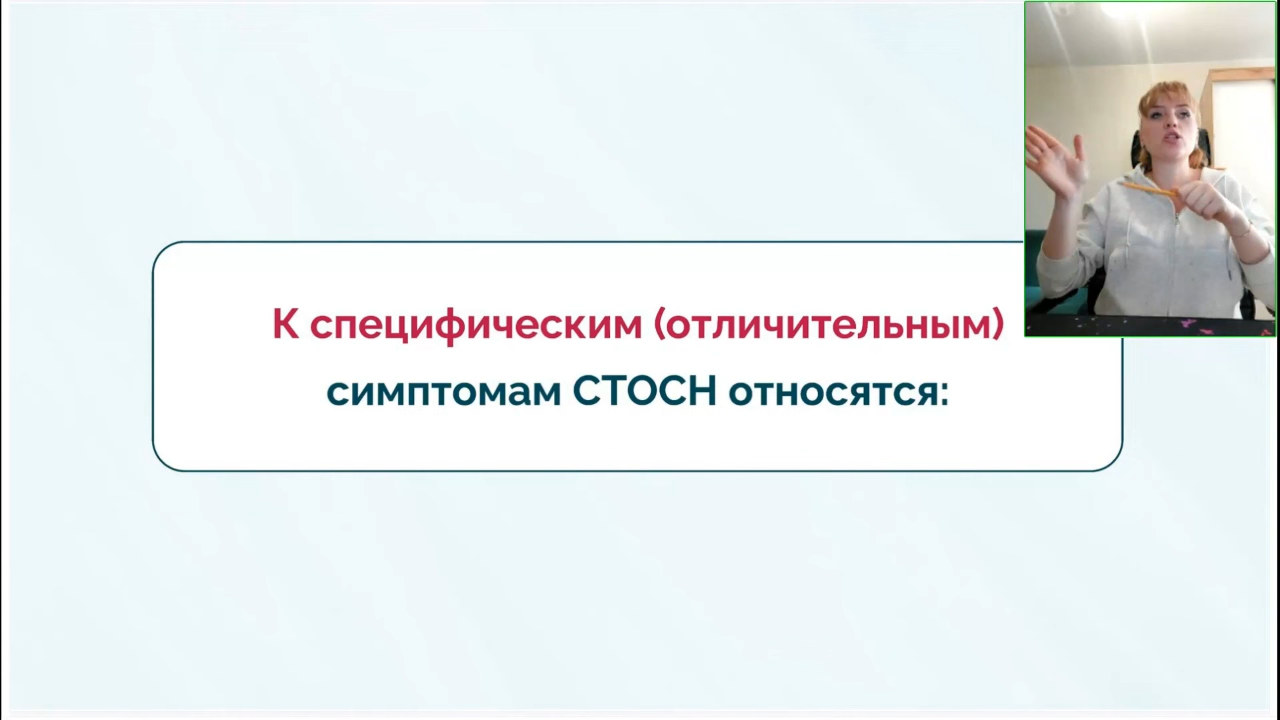 К специфическим (отличительным)
симптомам СТОСН относятся: